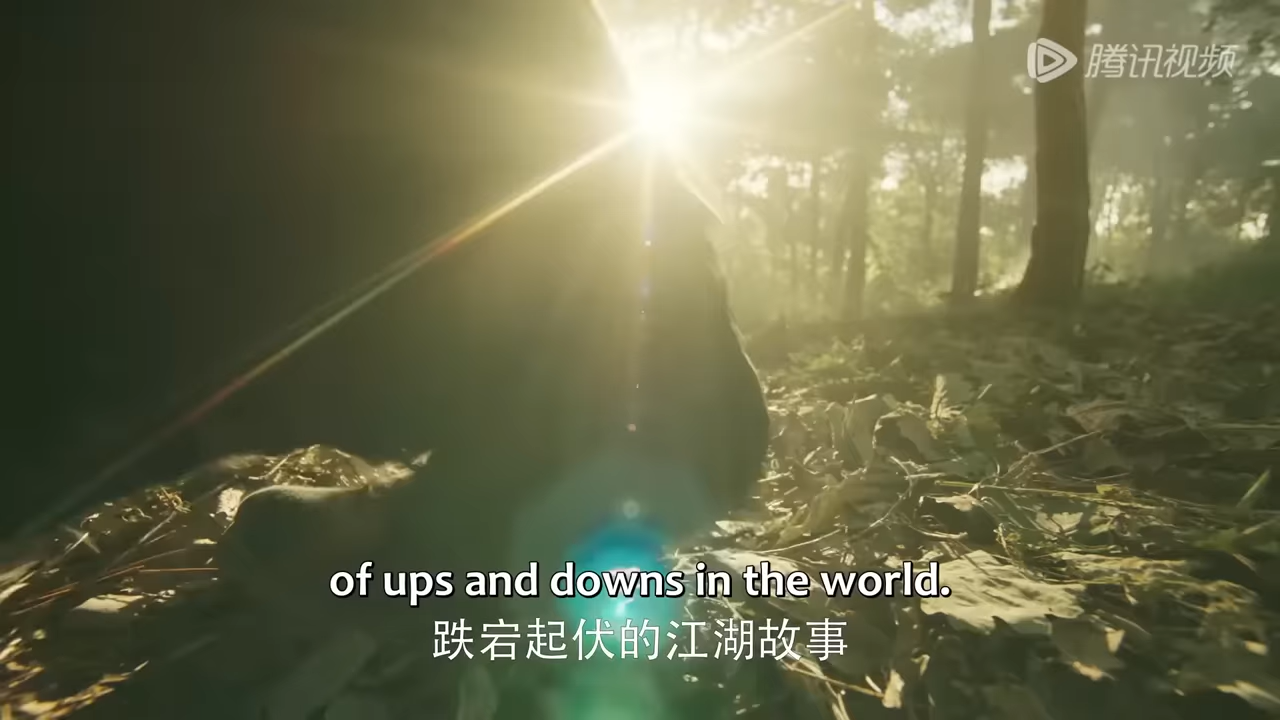 腾讯视频
of ups and downs in the world.
跌宕起伏的江湖故事